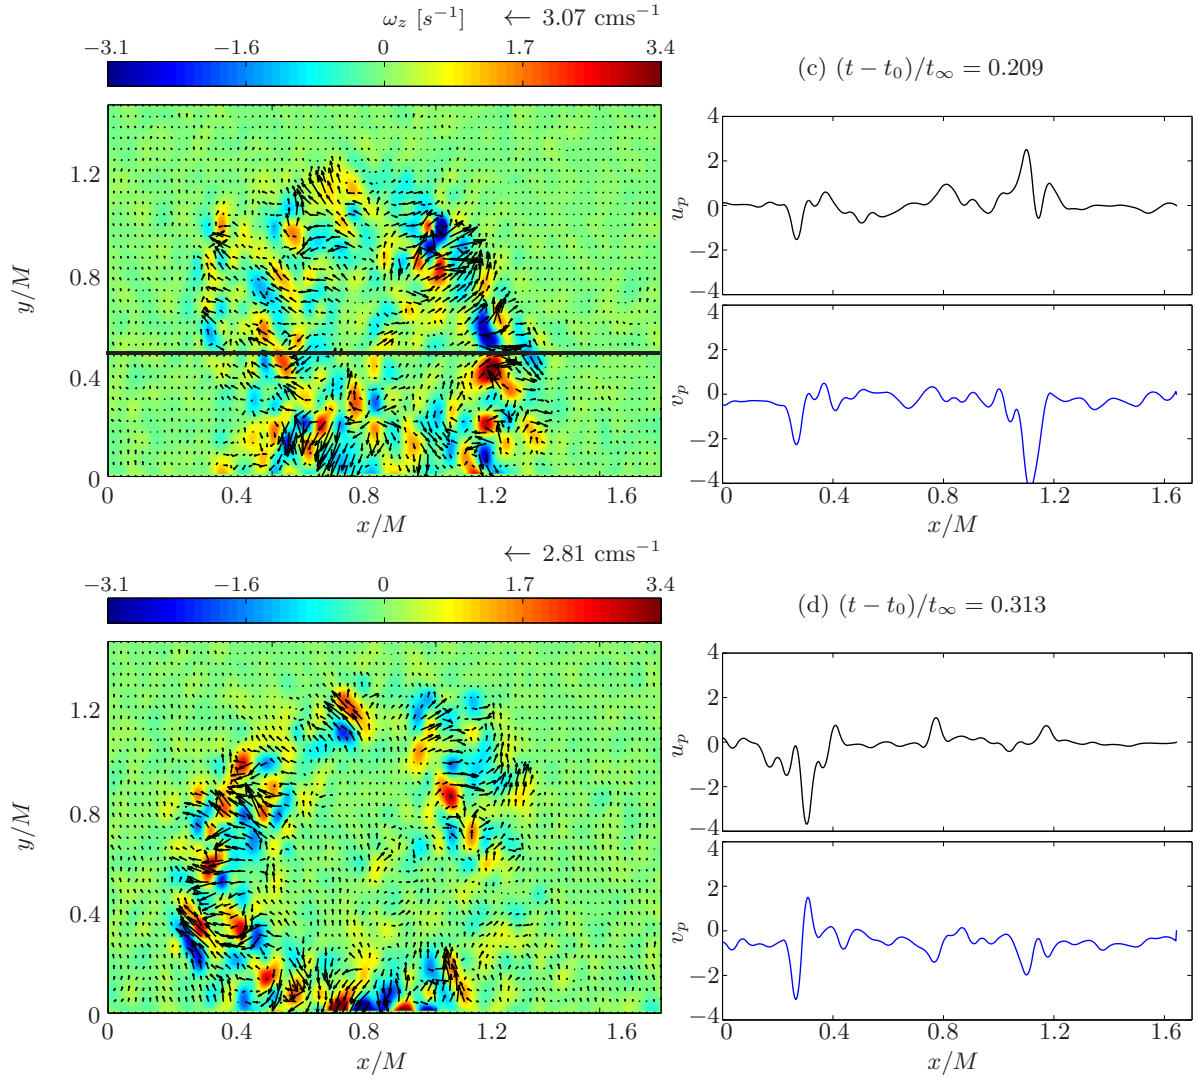 ω_z [s⁻¹] ← 3.07 cms⁻¹
−3.1 −1.6 0 1.7 3.4
(c) (t − t₀)/t_∞ = 0.209
y/M
1.2
0.8
0.4
0
0 0.4 0.8 1.2 1.6
x/M
u_p
4
2
0
−2
−4
v_p
4
2
0
−2
−4
0 0.4 0.8 1.2 1.6
x/M
← 2.81 cms⁻¹
−3.1 −1.6 0 1.7 3.4
(d) (t − t₀)/t_∞ = 0.313
y/M
1.2
0.8
0.4
0
0 0.4 0.8 1.2 1.6
x/M
u_p
4
2
0
−2
−4
v_p
4
2
0
−2
−4
0 0.4 0.8 1.2 1.6
x/M